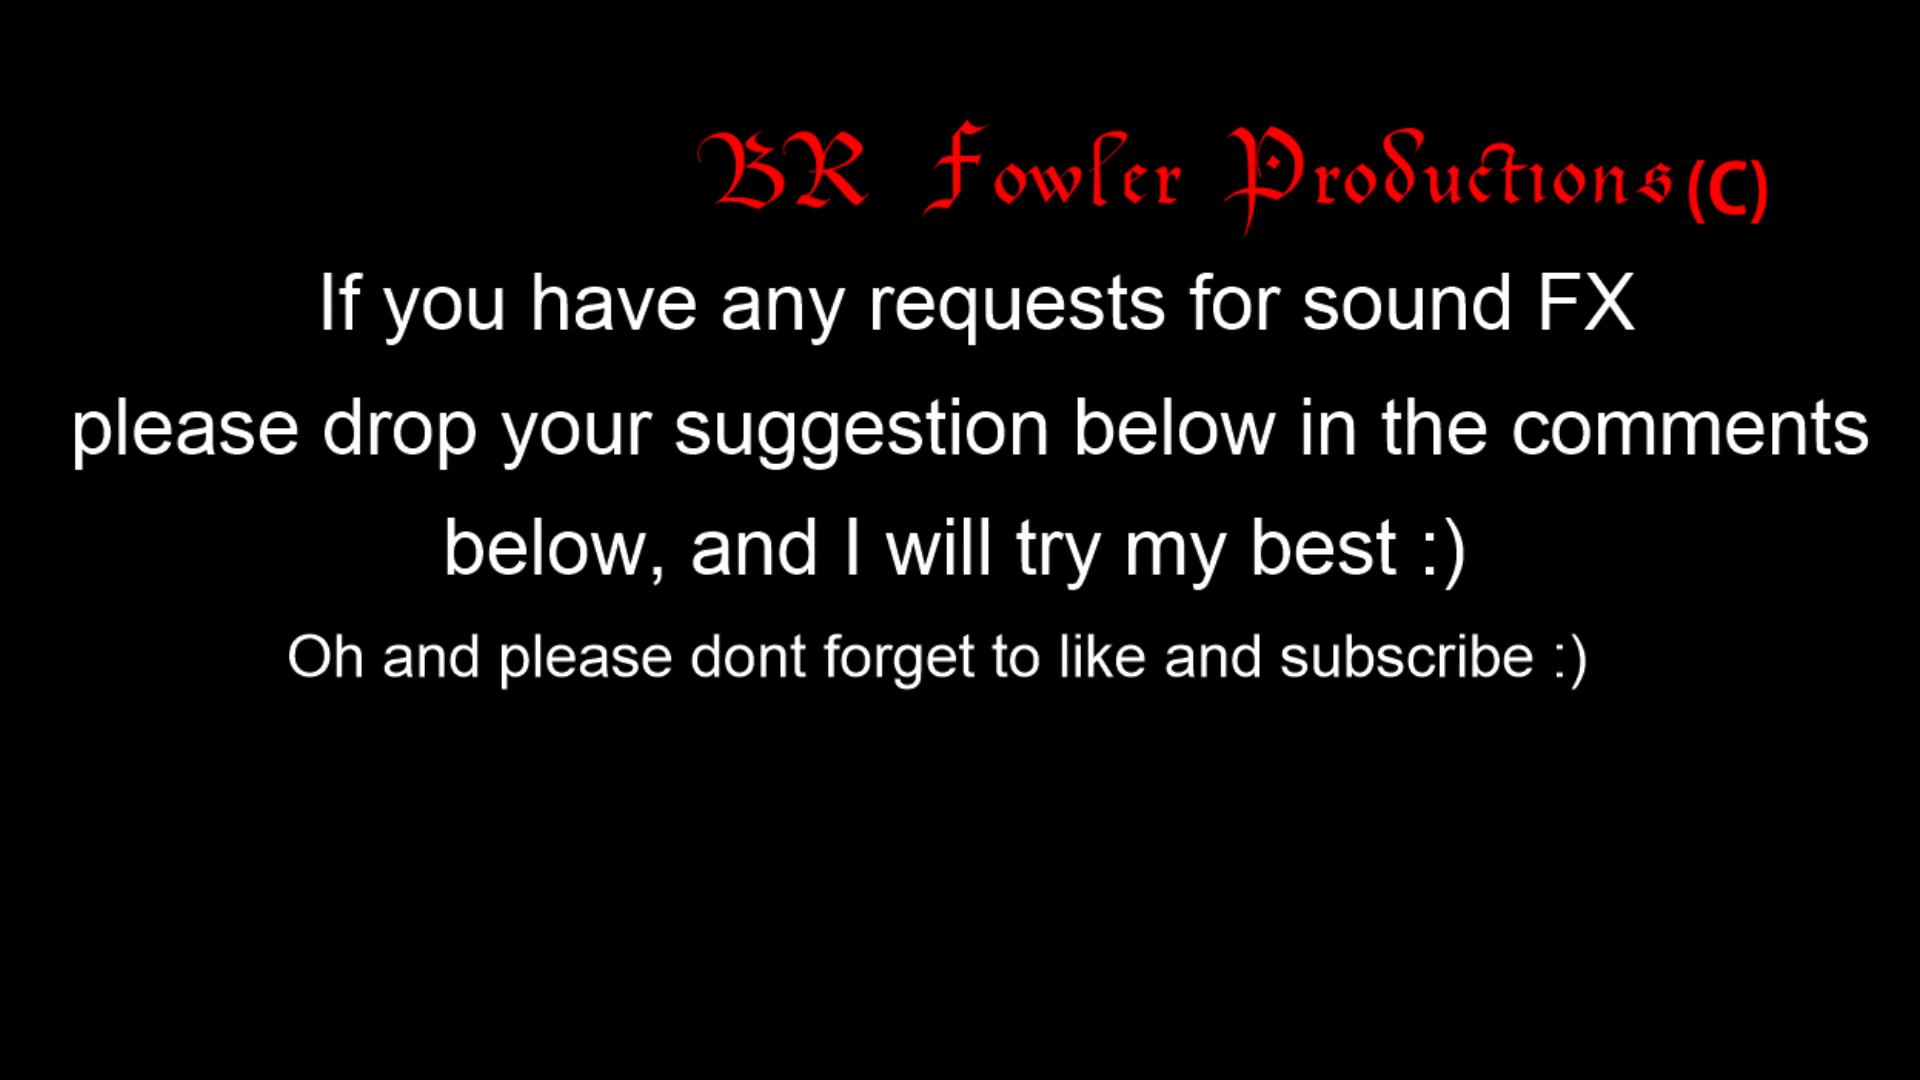 BR Fowler Productions (C)
If you have any requests for sound FX
please drop your suggestion below in the comments
below, and I will try my best :)
Oh and please dont forget to like and subscribe :)